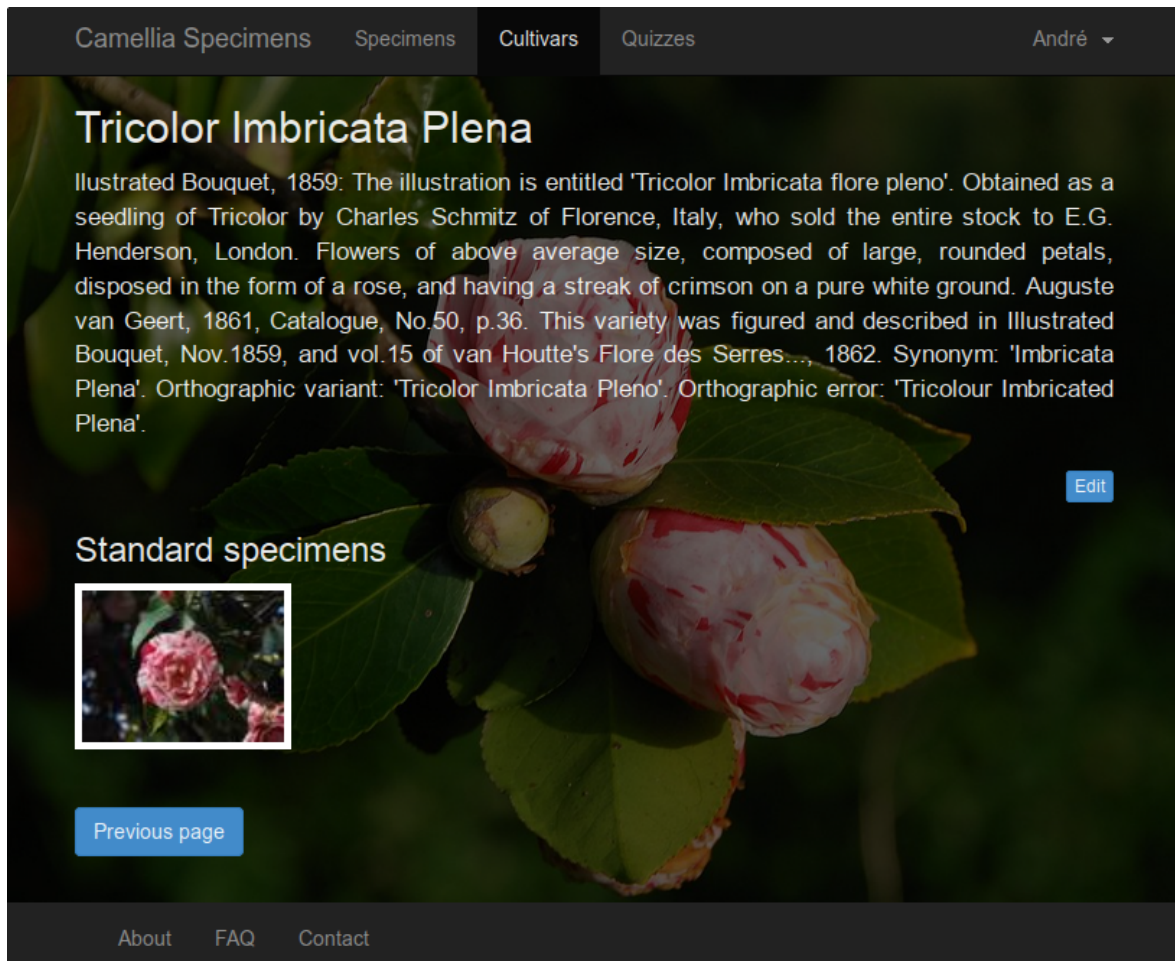 Camellia Specimens Specimens Cultivars Quizzes André
Tricolor Imbricata Plena
llustrated Bouquet, 1859: The illustration is entitled 'Tricolor Imbricata flore pleno'. Obtained as a
seedling of Tricolor by Charles Schmitz of Florence, Italy, who sold the entire stock to E.G.
Henderson, London. Flowers of above average size, composed of large, rounded petals,
disposed in the form of a rose, and having a streak of crimson on a pure white ground. Auguste
van Geert, 1861, Catalogue, No.50, p.36. This variety was figured and described in Illustrated
Bouquet, Nov.1859, and vol.15 of van Houtte's Flore des Serres..., 1862. Synonym: 'Imbricata
Plena'. Orthographic variant: 'Tricolor Imbricata Pleno'. Orthographic error: 'Tricolour Imbricated
Plena'.
Edit
Standard specimens
Previous page
About FAQ Contact